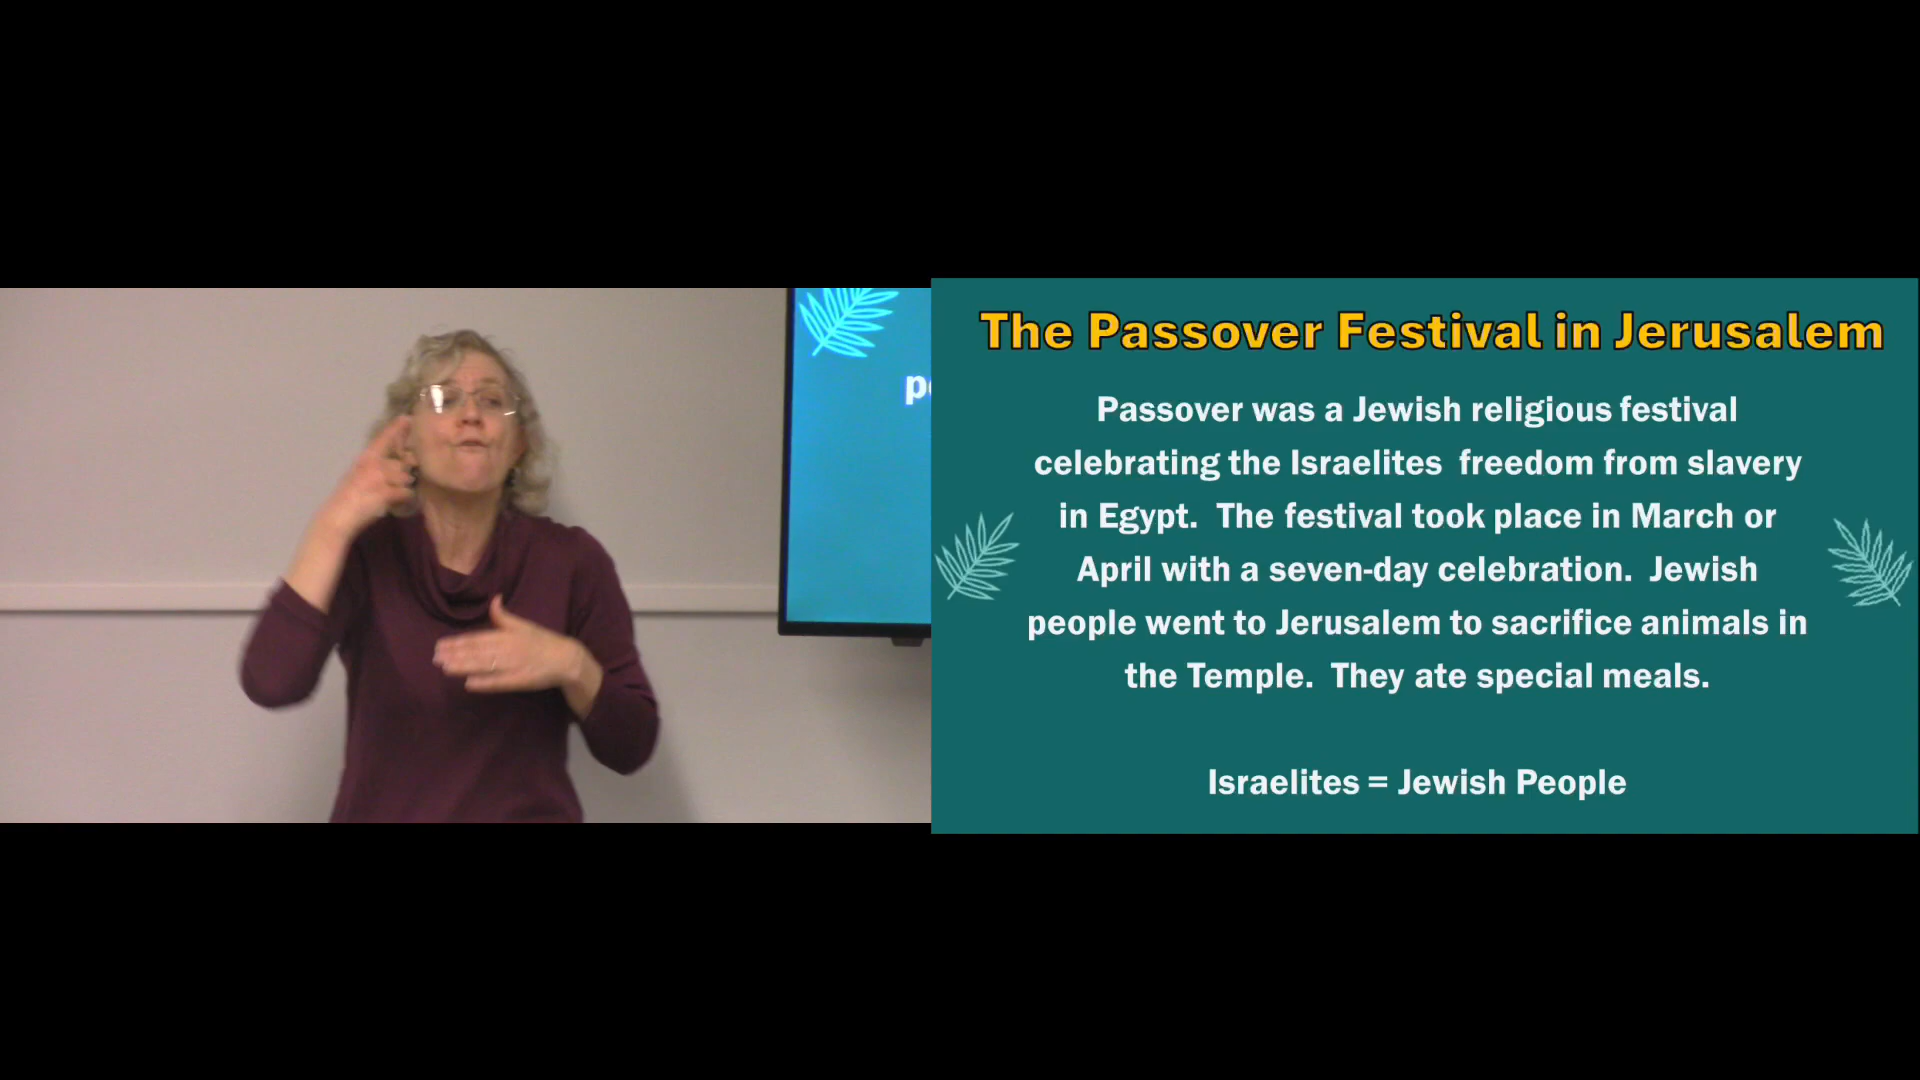 The Passover Festival in Jerusalem
Passover was a Jewish religious festival
celebrating the Israelites  freedom from slavery
in Egypt.  The festival took place in March or
April with a seven-day celebration.  Jewish
people went to Jerusalem to sacrifice animals in
the Temple.  They ate special meals.
Israelites = Jewish People